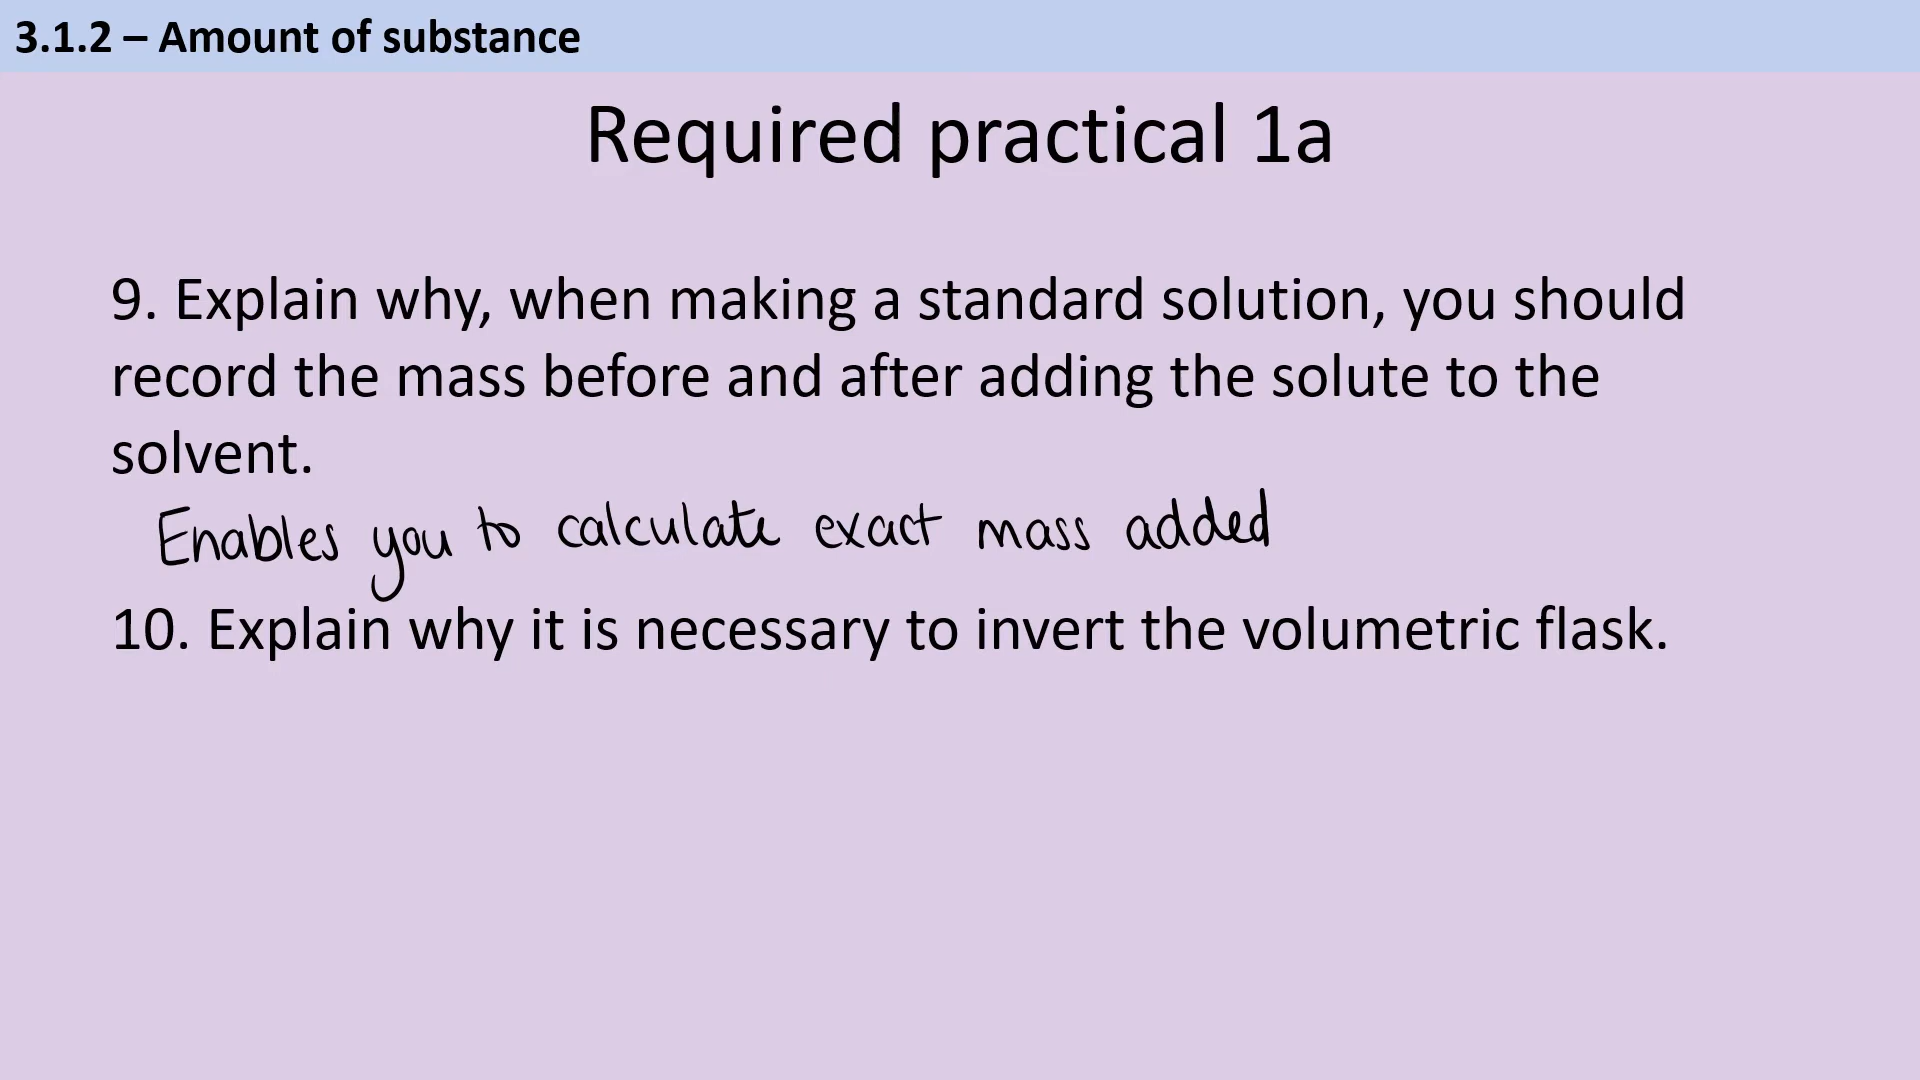 3.1.2 – Amount of substance
Required practical 1a
9. Explain why, when making a standard solution, you should
record the mass before and after adding the solute to the
solvent.
Enables you to calculate exact mass added
10. Explain why it is necessary to invert the volumetric flask.